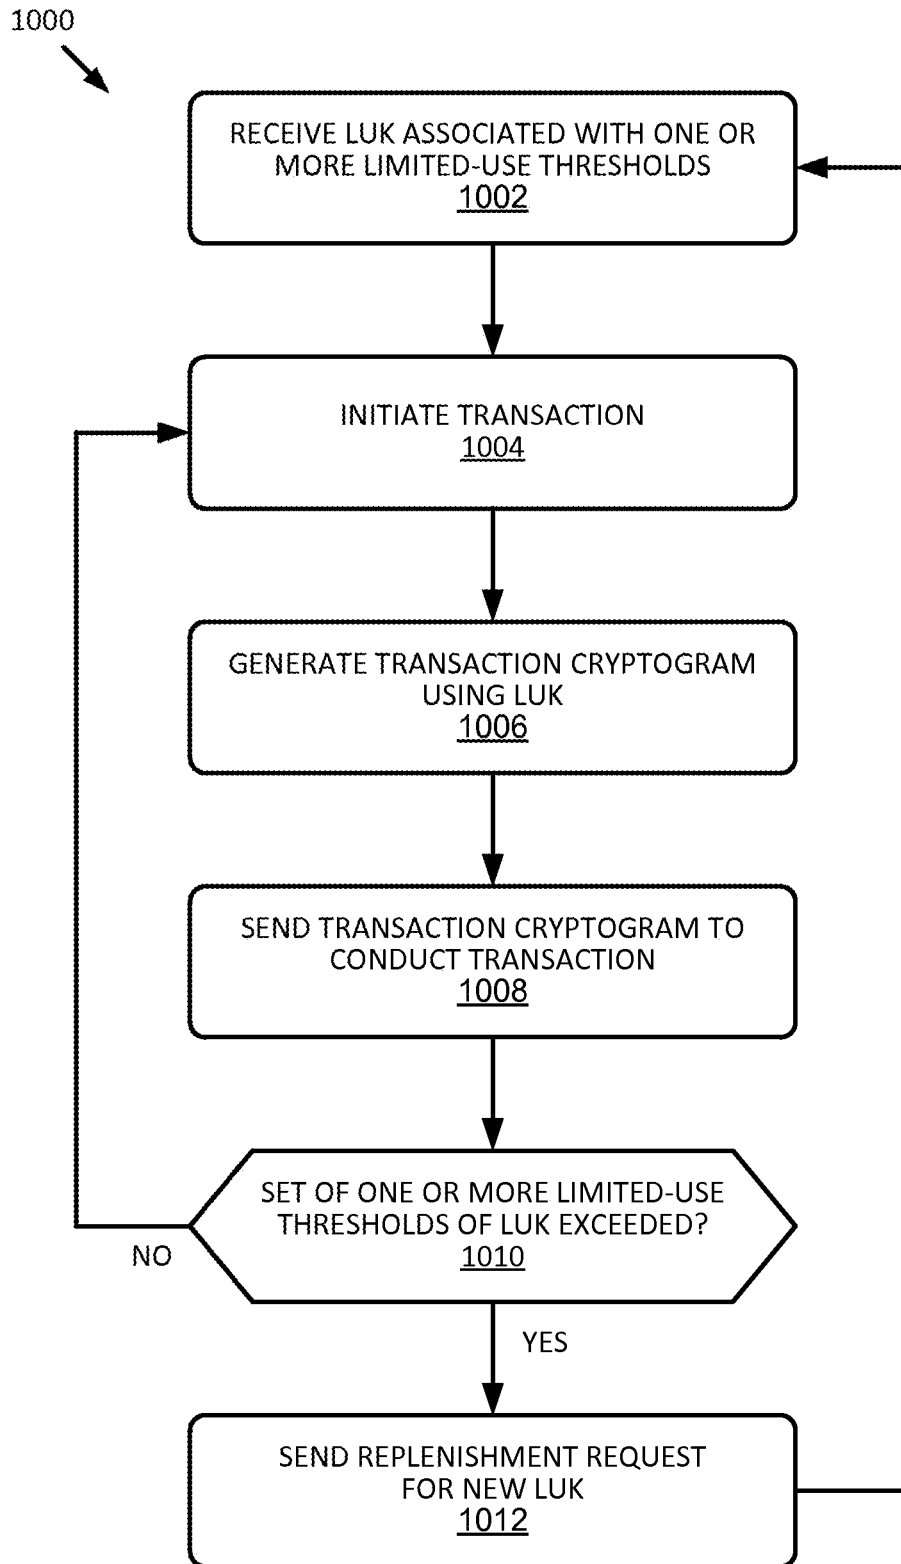 1000
RECEIVE LUK ASSOCIATED WITH ONE OR
MORE LIMITED-USE THRESHOLDS
1002
INITIATE TRANSACTION
1004
GENERATE TRANSACTION CRYPTOGRAM
USING LUK
1006
SEND TRANSACTION CRYPTOGRAM TO
CONDUCT TRANSACTION
1008
SET OF ONE OR MORE LIMITED-USE
THRESHOLDS OF LUK EXCEEDED?
1010
NO
YES
SEND REPLENISHMENT REQUEST
FOR NEW LUK
1012